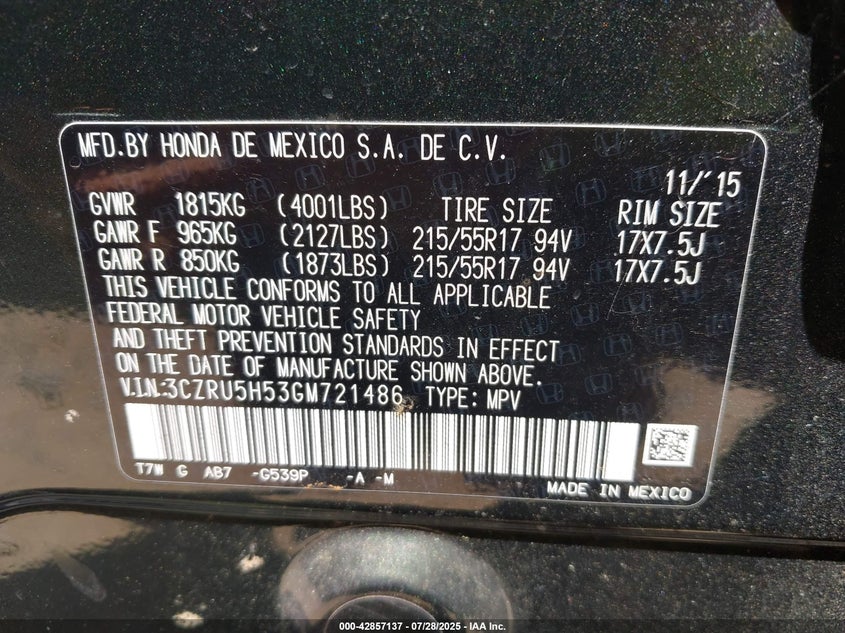 MFD.BY HONDA DE MEXICO S.A. DE C.V.
11/'15
GVWR 1815KG (4001LBS) TIRE SIZE RIM SIZE
GAWR F 965KG (2127LBS) 215/55R17 94V 17X7.5J
GAWR R 850KG (1873LBS) 215/55R17 94V 17X7.5J
THIS VEHICLE CONFORMS TO ALL APPLICABLE
FEDERAL MOTOR VEHICLE SAFETY
AND THEFT PREVENTION STANDARDS IN EFFECT
ON THE DATE OF MANUFACTURE SHOWN ABOVE.
V.I.N.:3CZRU5H53GM721486 TYPE: MPV
T7W G AB7 -G539P -A -M
MADE IN MEXICO
000-42857137 - 07/28/2025 - IAA Inc.